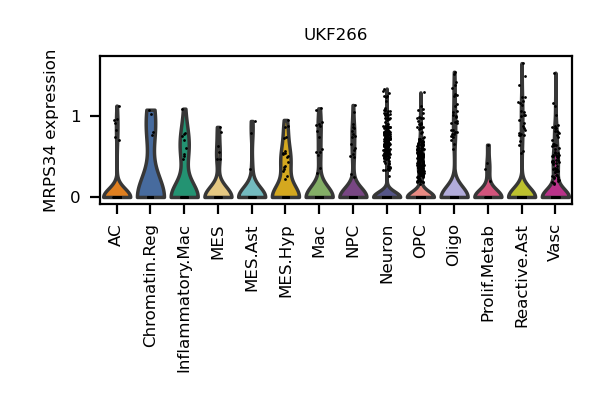 UKF266
MRPS34 expression
1
0
AC
Chromatin.Reg
Inflammatory.Mac
MES
MES.Ast
MES.Hyp
Mac
NPC
Neuron
OPC
Oligo
Prolif.Metab
Reactive.Ast
Vasc